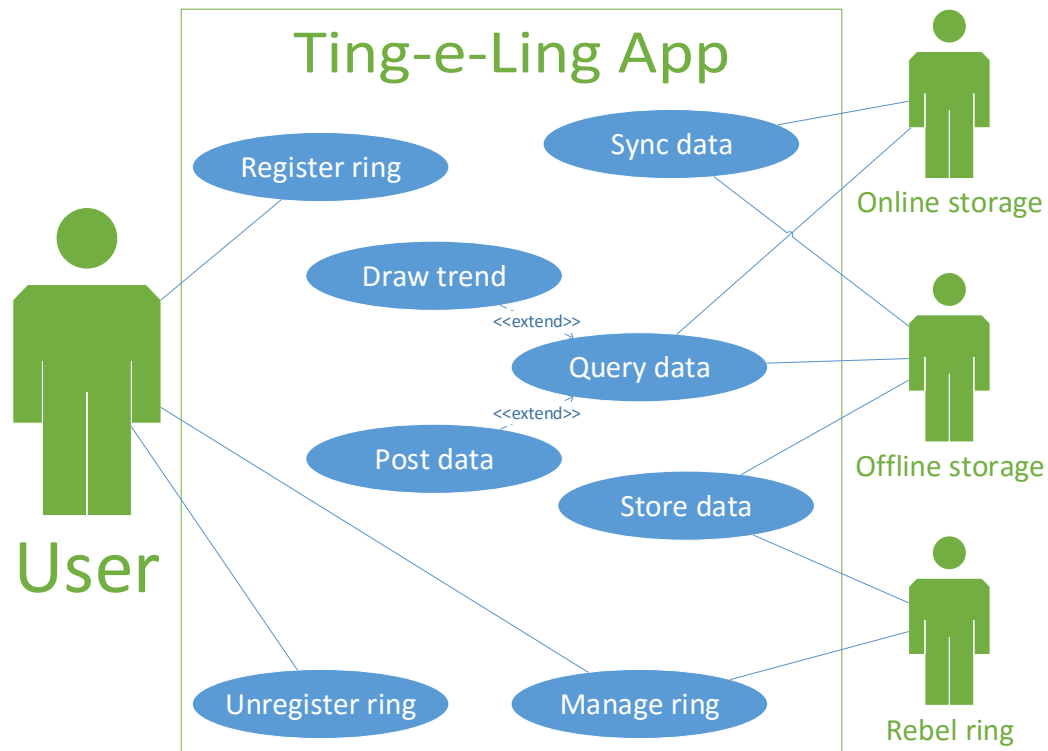 Ting-e-Ling App
Sync data
Register ring
Online storage
Draw trend
<<extend>>
Query data
<<extend>>
Post data
Offline storage
Store data
User
Unregister ring
Manage ring
Rebel ring